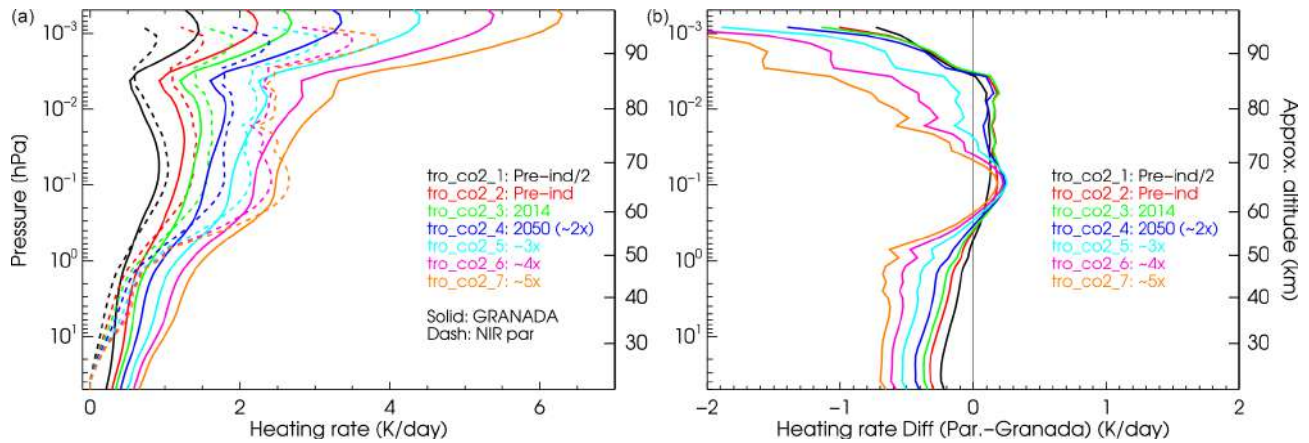 (a)
Pressure (hPa)
10⁻³
10⁻²
10⁻¹
10⁰
10¹
90
80
70
60
50
40
30
tro_co2_1: Pre-ind/2
tro_co2_2: Pre-ind
tro_co2_3: 2014
tro_co2_4: 2050 (~2x)
tro_co2_5: ~3x
tro_co2_6: ~4x
tro_co2_7: ~5x
Solid: GRANADA
Dash: NIR par
0 2 4 6
Heating rate (K/day)
(b)
10⁻³
10⁻²
10⁻¹
10⁰
10¹
tro_co2_1: Pre-ind/2
tro_co2_2: Pre-ind
tro_co2_3: 2014
tro_co2_4: 2050 (~2x)
tro_co2_5: ~3x
tro_co2_6: ~4x
tro_co2_7: ~5x
90
80
70
60
50
40
30
Approx. altitude (km)
−2 −1 0 1 2
Heating rate Diff (Par.−Granada) (K/day)